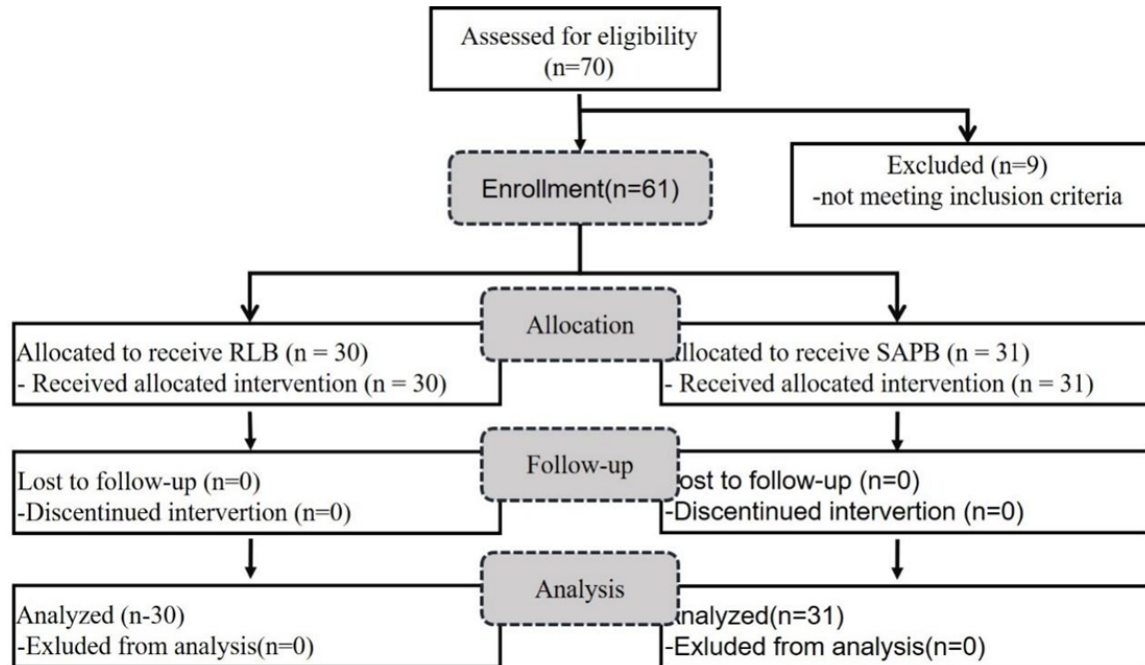 Assessed for eligibility
(n=70)
Enrollment(n=61)
Excluded (n=9)
-not meeting inclusion criteria
Allocation
Allocated to receive RLB (n = 30)
- Received allocated intervention (n = 30)
llocated to receive SAPB (n = 31)
- Received allocated intervention (n = 31)
Follow-up
Lost to follow-up (n=0)
-Discontinued intervertion (n=0)
ost to follow-up (n=0)
-Discontinued intervertion (n=0)
Analysis
Analyzed (n-30)
-Exluded from analysis(n=0)
nalyzed(n=31)
-Exluded from analysis(n=0)